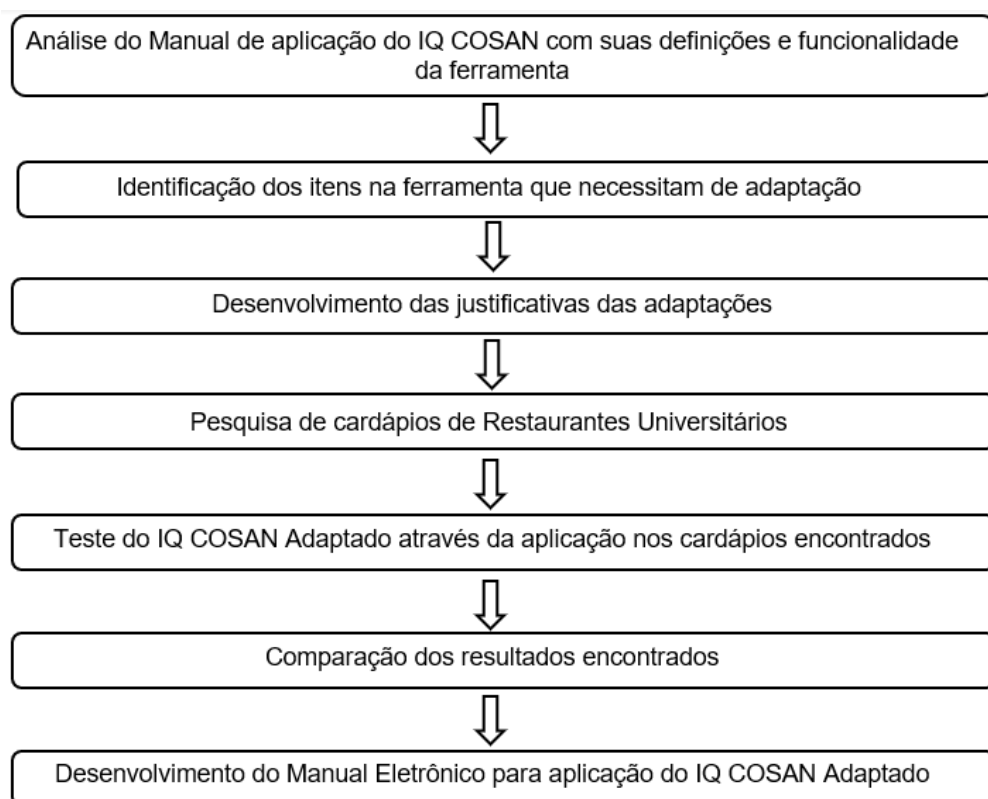 Análise do Manual de aplicação do IQ COSAN com suas definições e funcionalidade
da ferramenta
Identificação dos itens na ferramenta que necessitam de adaptação
Desenvolvimento das justificativas das adaptações
Pesquisa de cardápios de Restaurantes Universitários
Teste do IQ COSAN Adaptado através da aplicação nos cardápios encontrados
Comparação dos resultados encontrados
Desenvolvimento do Manual Eletrônico para aplicação do IQ COSAN Adaptado